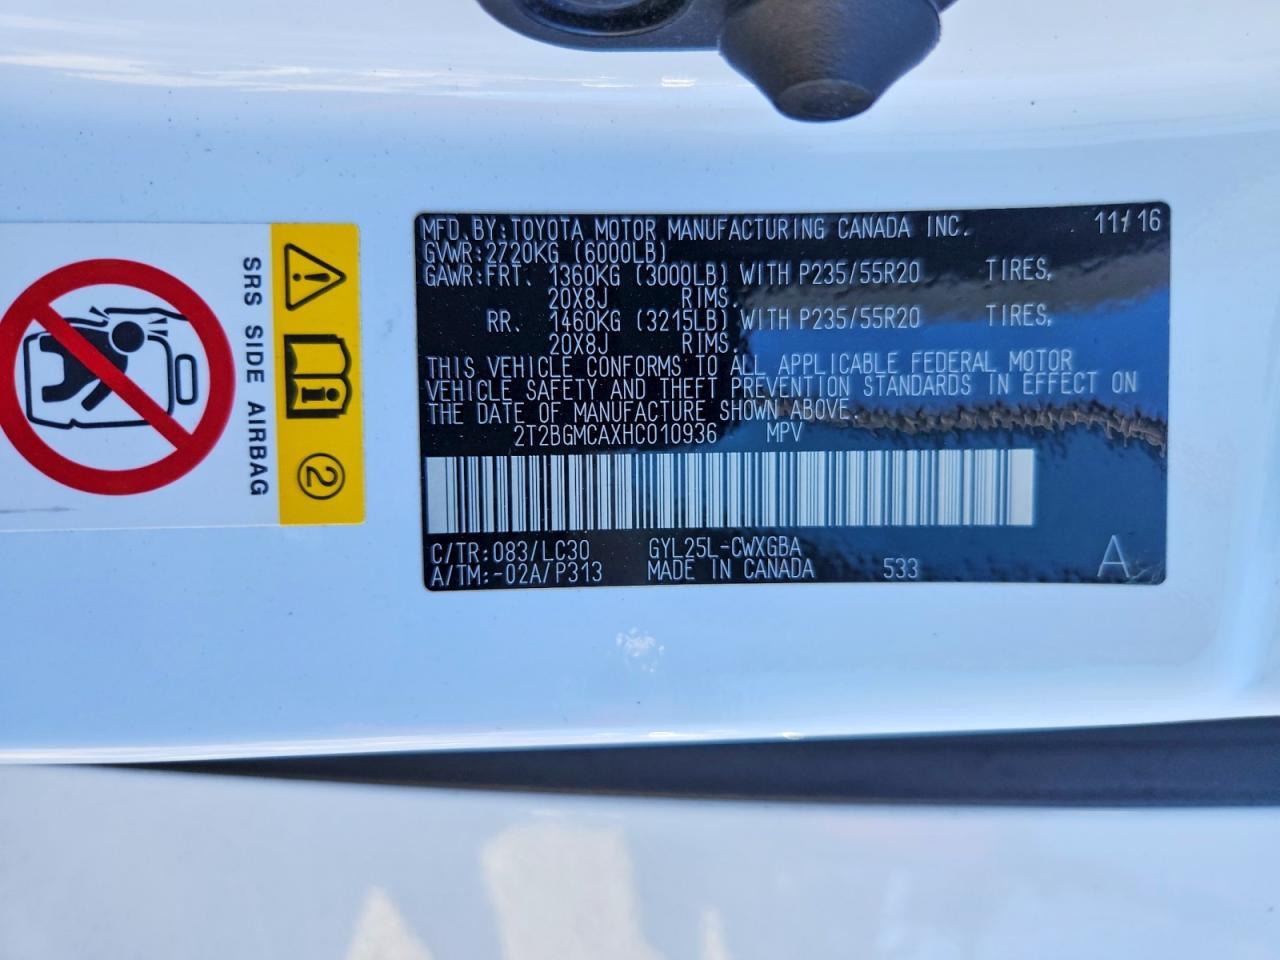 MFD.BY:TOYOTA MOTOR MANUFACTURING CANADA INC. 11/16
GVWR:2720KG (6000LB)
GAWR:FRT. 1360KG (3000LB) WITH P235/55R20 TIRES,
20X8J RIMS.
RR. 1460KG (3215LB) WITH P235/55R20 TIRES,
20X8J RIMS.
THIS VEHICLE CONFORMS TO ALL APPLICABLE FEDERAL MOTOR
VEHICLE SAFETY AND THEFT PREVENTION STANDARDS IN EFFECT ON
THE DATE OF MANUFACTURE SHOWN ABOVE.
2T2BGMCAXHC010936 MPV
C/TR:083/LC30 GYL25L-CWXGBA
A/TM:-02A/P313 MADE IN CANADA 533 A
SRS SIDE AIRBAG
2